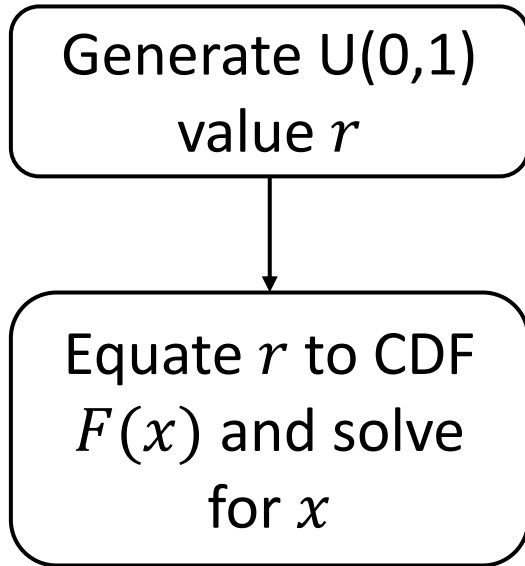 Generate U(0,1)
value r
Equate r to CDF
F(x) and solve
for x